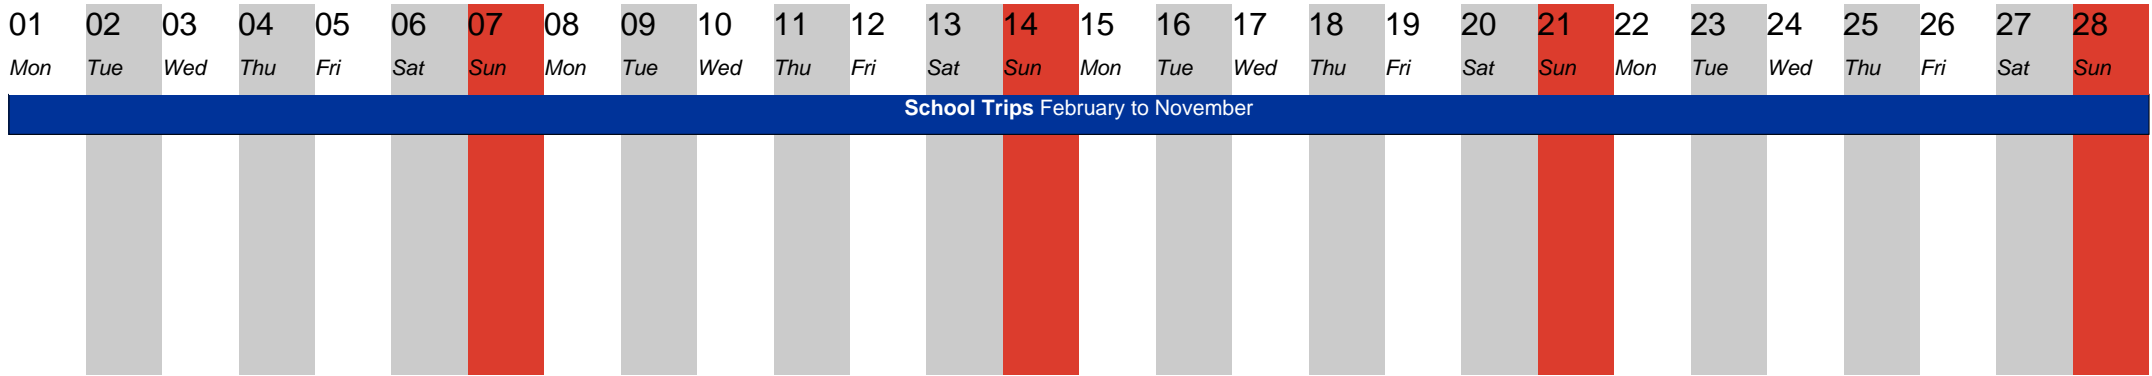 01 02 03 04 05 06 07 08 09 10 11 12 13 14 15 16 17 18 19 20 21 22 23 24 25 26 27 28
Mon Tue Wed Thu Fri Sat Sun Mon Tue Wed Thu Fri Sat Sun Mon Tue Wed Thu Fri Sat Sun Mon Tue Wed Thu Fri Sat Sun
School Trips February to November